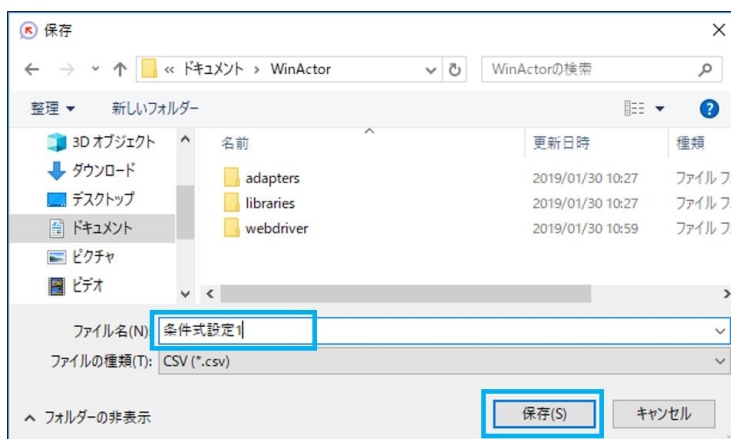 保存
« ドキュメント › WinActor
WinActorの検索
整理 新しいフォルダー
3D オブジェクト
ダウンロード
デスクトップ
ドキュメント
ピクチャ
ビデオ
名前 更新日時 種類
adapters 2019/01/30 10:27 ファイル フ
libraries 2019/01/30 10:27 ファイル フ
webdriver 2019/01/30 10:59 ファイル フ
ファイル名(N): 条件式設定1
ファイルの種類(T): CSV (*.csv)
フォルダーの非表示
保存(S) キャンセル